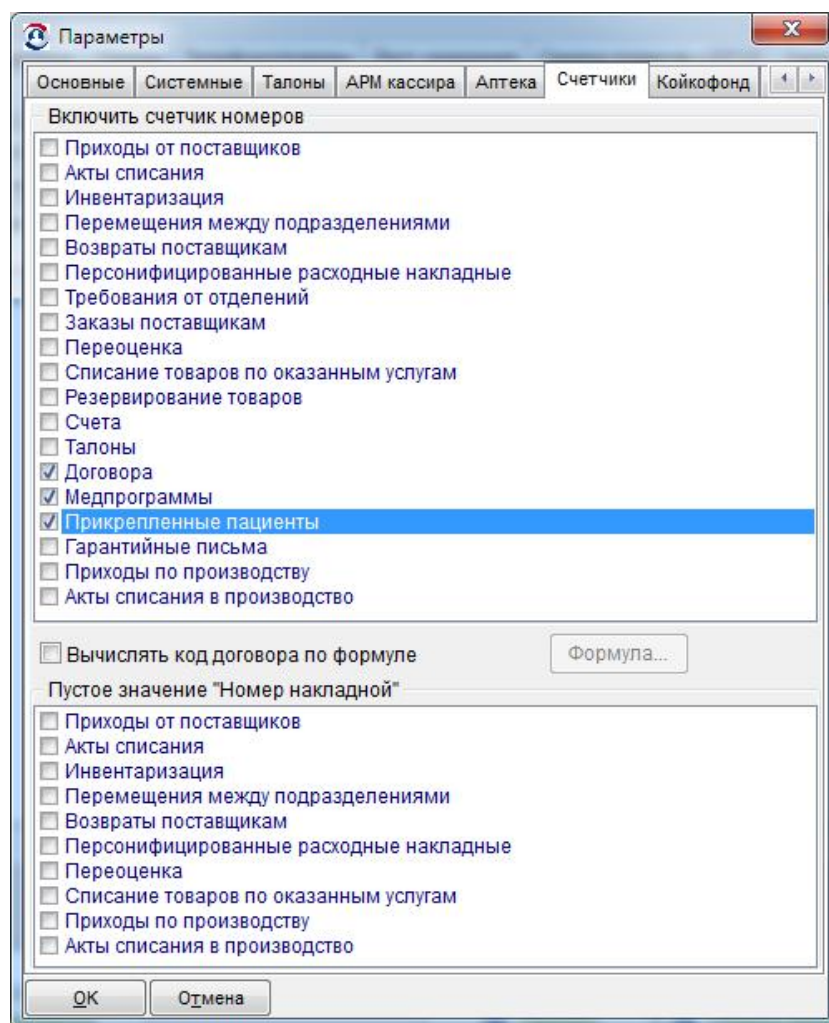 Параметры
Основные Системные Талоны АРМ кассира Аптека Счетчики Койкофонд
Включить счетчик номеров
Приходы от поставщиков
Акты списания
Инвентаризация
Перемещения между подразделениями
Возвраты поставщикам
Персонифицированные расходные накладные
Требования от отделений
Заказы поставщикам
Переоценка
Списание товаров по оказанным услугам
Резервирование товаров
Счета
Талоны
Договора
Медпрограммы
Прикрепленные пациенты
Гарантийные письма
Приходы по производству
Акты списания в производство
Вычислять код договора по формуле Формула...
Пустое значение "Номер накладной"
Приходы от поставщиков
Акты списания
Инвентаризация
Перемещения между подразделениями
Возвраты поставщикам
Персонифицированные расходные накладные
Переоценка
Списание товаров по оказанным услугам
Приходы по производству
Акты списания в производство
OK Отмена